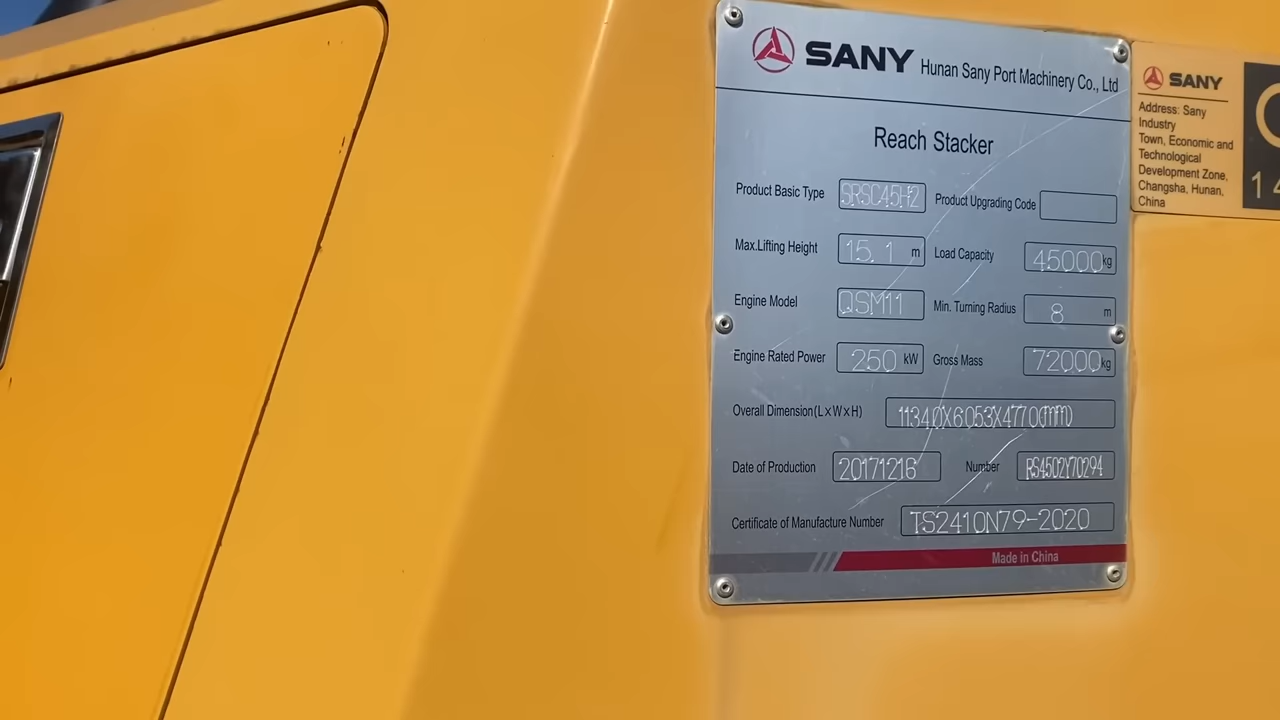 SANY Hunan Sany Port Machinery Co., Ltd
Reach Stacker
Product Basic Type SRSC45H2 Product Upgrading Code
Max.Lifting Height 15.1 m Load Capacity 45000 kg
Engine Model QSM11 Min. Turning Radius 8 m
Engine Rated Power 250 kW Gross Mass 72000 kg
Overall Dimension(L×W×H) 11340X6053X4770(mm)
Date of Production 20171216 Number RS4502Y70294
Certificate of Manufacture Number TS2410N79-2020
Made in China
SANY
Address: Sany
Industry
Town, Economic and
Technological
Development Zone,
Changsha, Hunan,
China